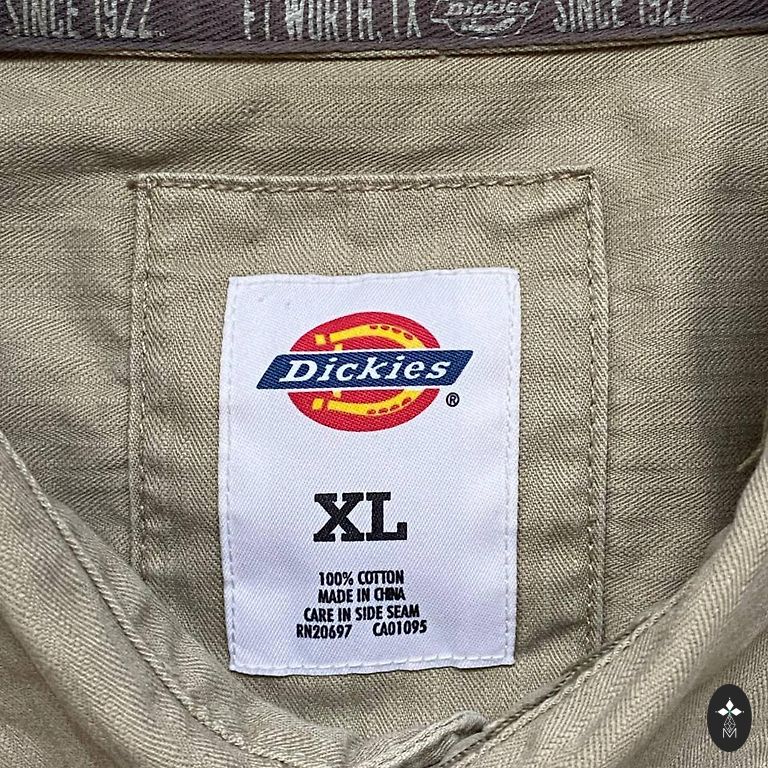 SINCE 1922. FT WORTH, TX Dickies SINCE 1922.
Dickies
®
XL
100% COTTON
MADE IN CHINA
CARE IN SIDE SEAM
RN20697 CA01095
M